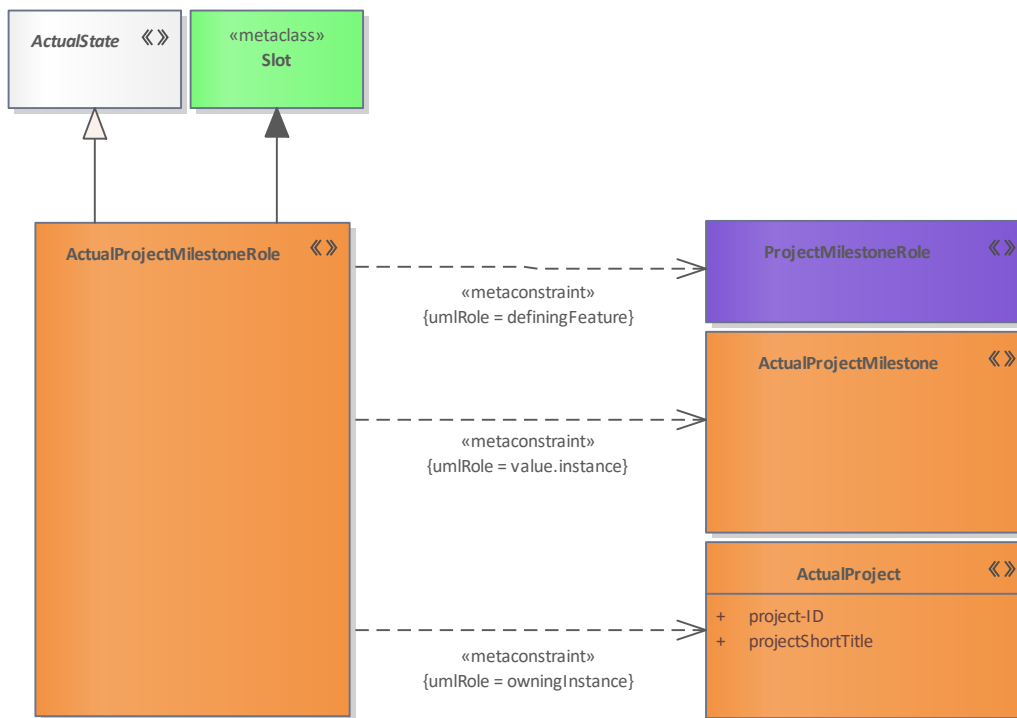 ActualState «»
«metaclass»
Slot
ActualProjectMilestoneRole «»
ProjectMilestoneRole «»
«metaconstraint»
{umlRole = definingFeature}
ActualProjectMilestone «»
«metaconstraint»
{umlRole = value.instance}
ActualProject «»
+ project-ID
+ projectShortTitle
«metaconstraint»
{umlRole = owningInstance}